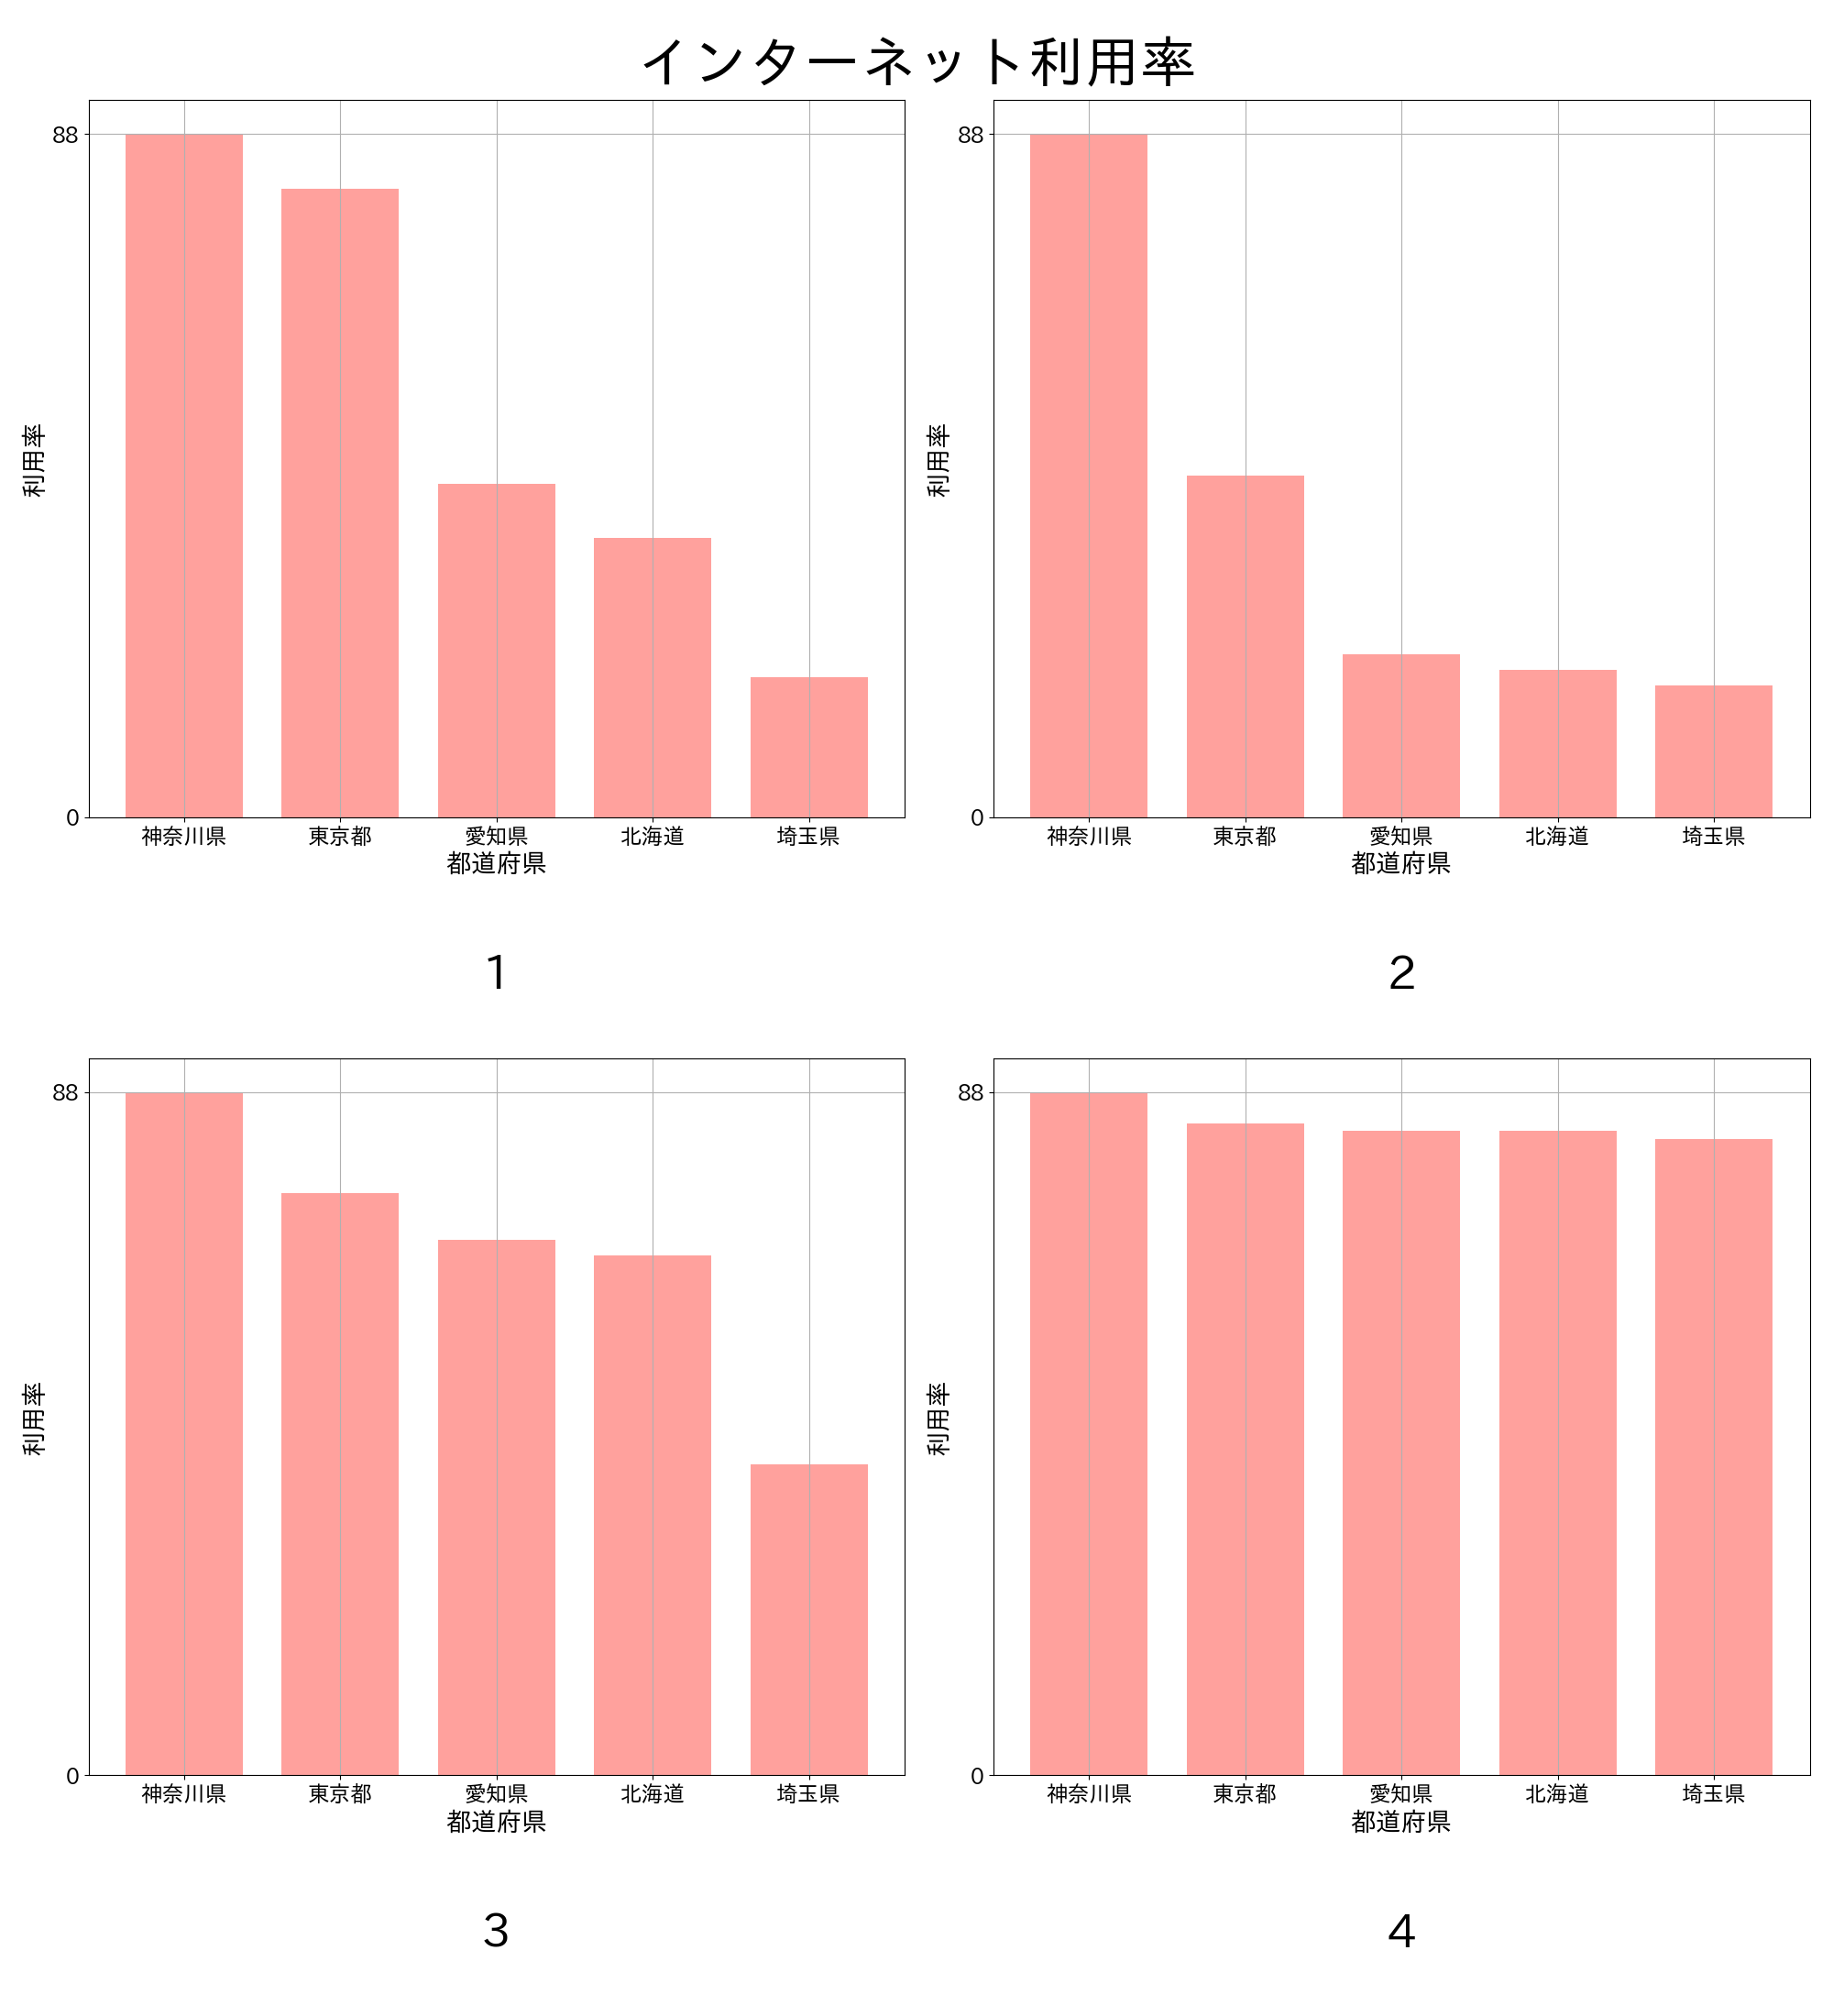 インターネット利用率
88
0
利用率
神奈川県 東京都 愛知県 北海道 埼玉県
都道府県
1
88
0
利用率
神奈川県 東京都 愛知県 北海道 埼玉県
都道府県
2
88
0
利用率
神奈川県 東京都 愛知県 北海道 埼玉県
都道府県
3
88
0
利用率
神奈川県 東京都 愛知県 北海道 埼玉県
都道府県
4